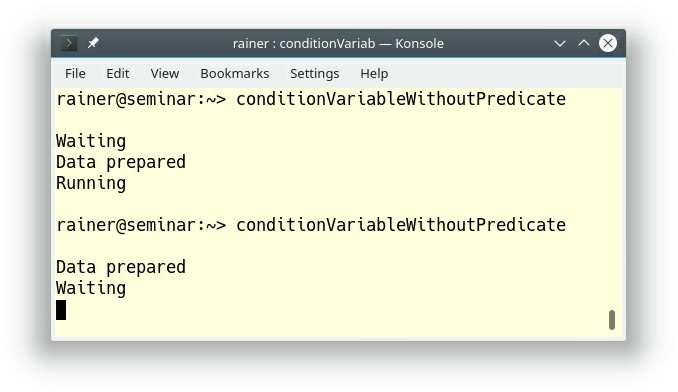 rainer : conditionVariab — Konsole
File Edit View Bookmarks Settings Help
rainer@seminar:~> conditionVariableWithoutPredicate
Waiting
Data prepared
Running
rainer@seminar:~> conditionVariableWithoutPredicate
Data prepared
Waiting